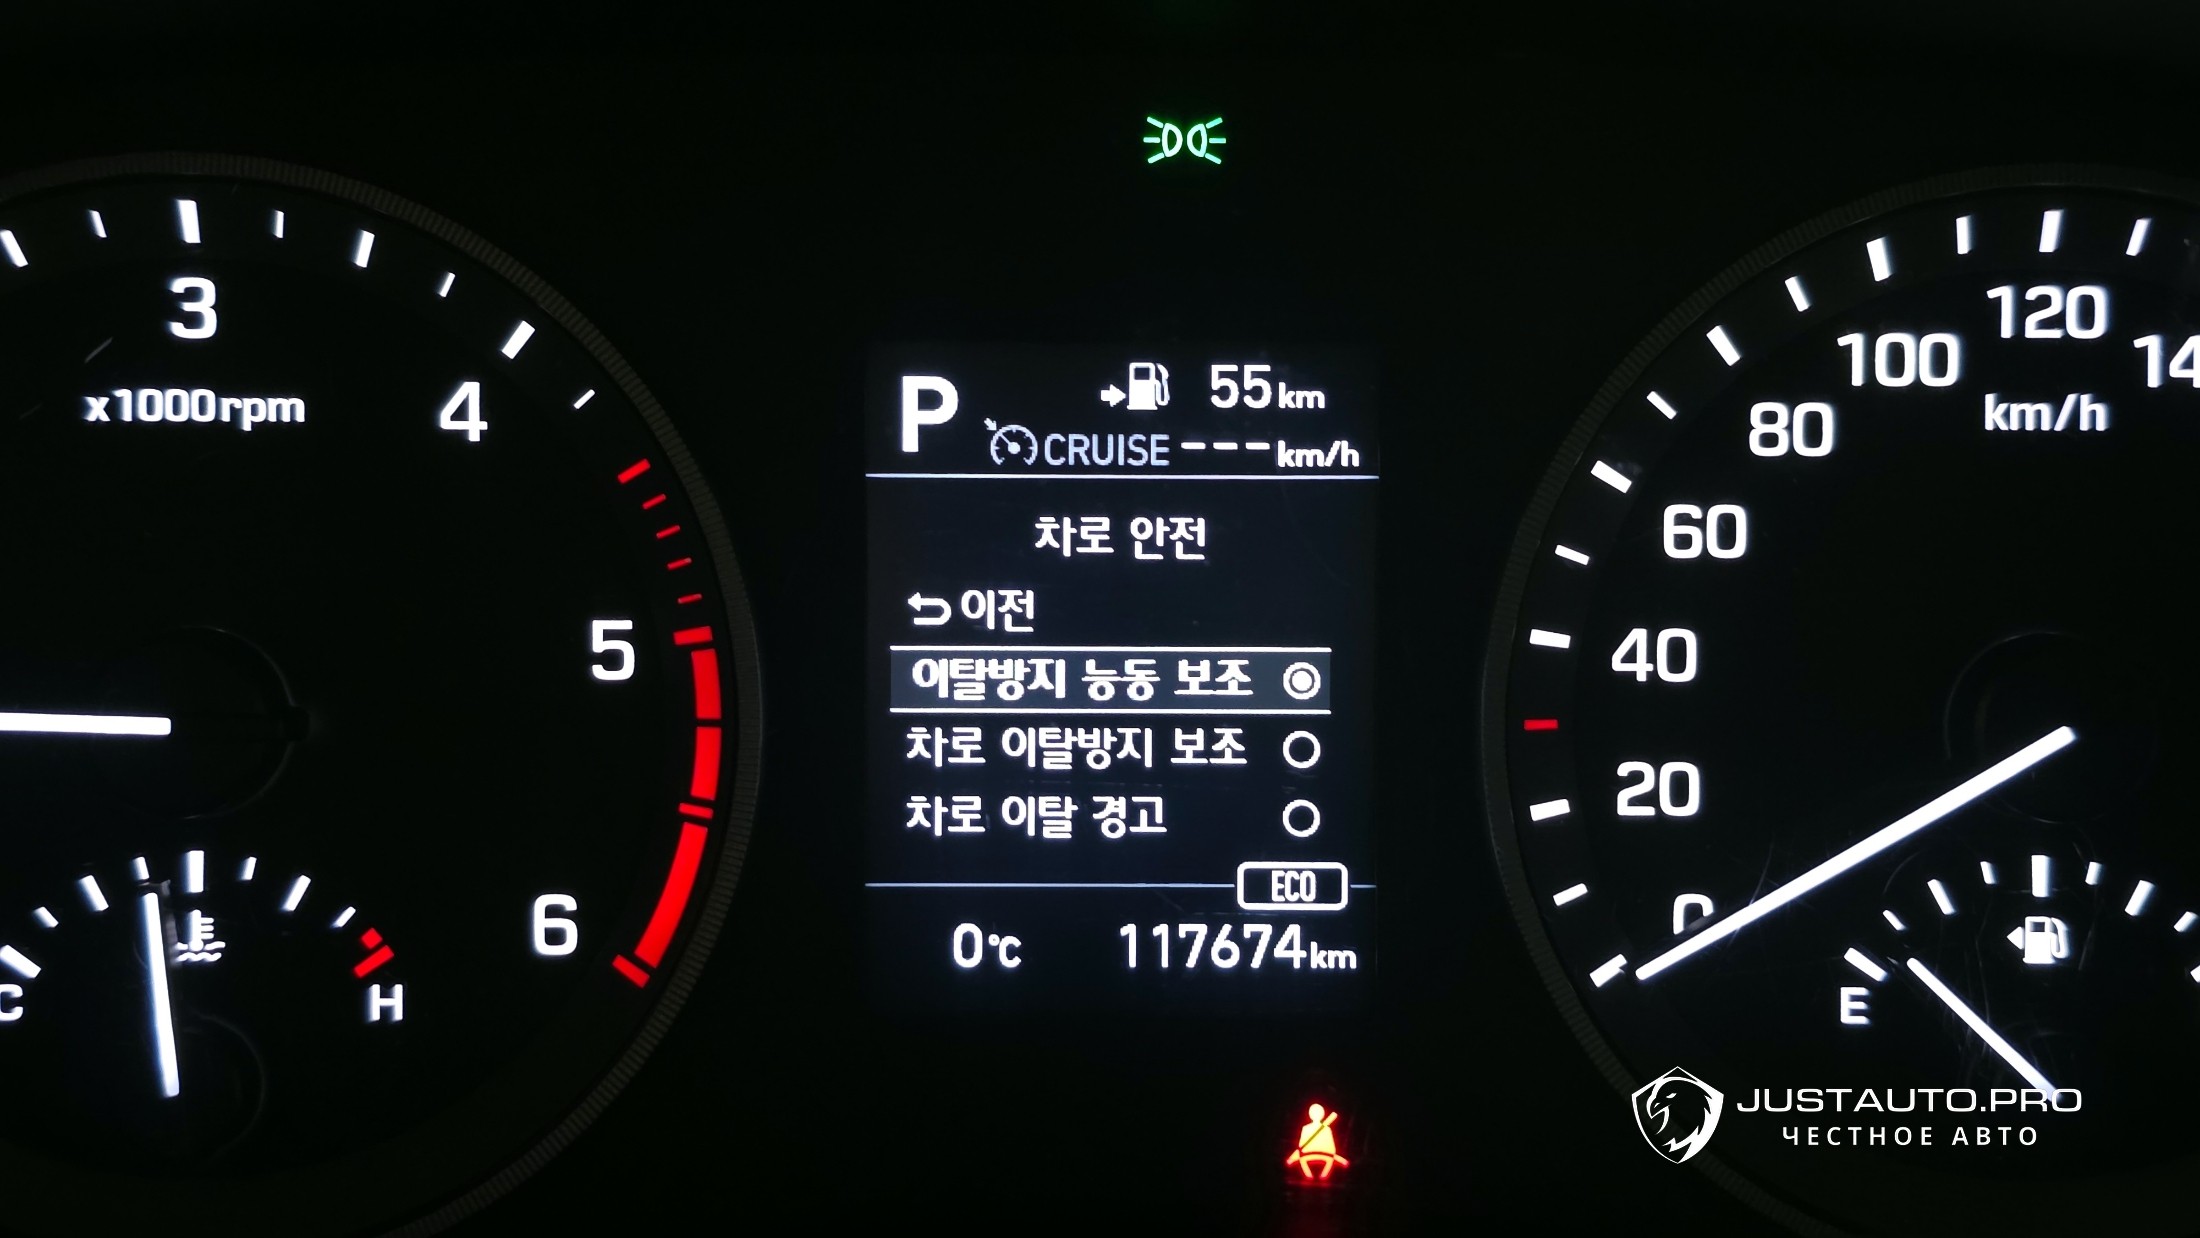 3
x1000rpm
4
5
6
C
H
P
55km
CRUISE ---km/h
차로 안전
이전
이탈방지 능동 보조
차로 이탈방지 보조
차로 이탈 경고
ECO
0°C 117674km
120
100
80
km/h
60
40
20
0
E
JUSTAUTO.PRO
ЧЕСТНОЕ АВТО